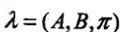 λ = (A, B, π)